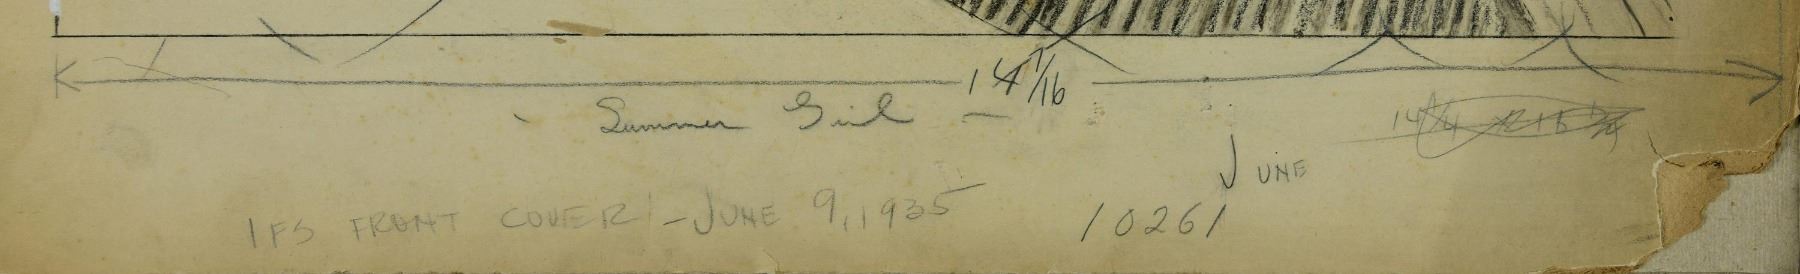 14 1/16
- Summer Girl -
June
IFS FRONT COVER - JUNE 9, 1935
10261